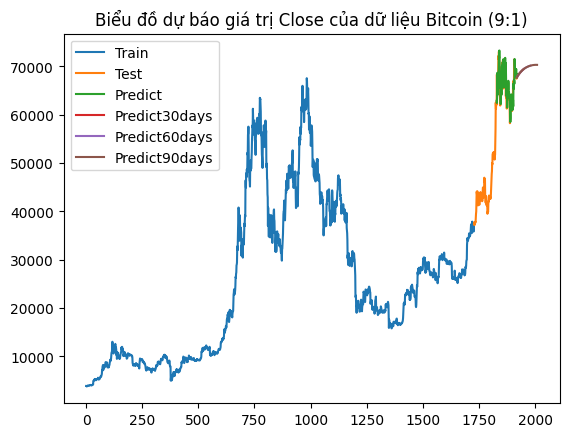 Biểu đồ dự báo giá trị Close của dữ liệu Bitcoin (9:1)
Train
Test
Predict
Predict30days
Predict60days
Predict90days
70000
60000
50000
40000
30000
20000
10000
0
250
500
750
1000
1250
1500
1750
2000